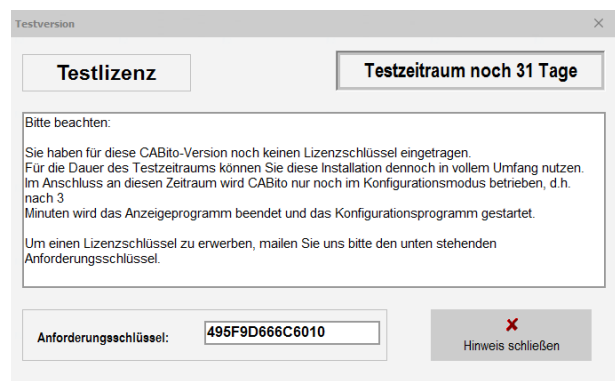 Testversion
Testlizenz
Testzeitraum noch 31 Tage
Bitte beachten:
Sie haben für diese CABito-Version noch keinen Lizenzschlüssel eingetragen.
Für die Dauer des Testzeitraums können Sie diese Installation dennoch in vollem Umfang nutzen.
Im Anschluss an diesen Zeitraum wird CABito nur noch im Konfigurationsmodus betrieben, d.h.
nach 3
Minuten wird das Anzeigeprogramm beendet und das Konfigurationsprogramm gestartet.
Um einen Lizenzschlüssel zu erwerben, mailen Sie uns bitte den unten stehenden
Anforderungsschlüssel.
Anforderungsschlüssel:
495F9D666C6010
Hinweis schließen